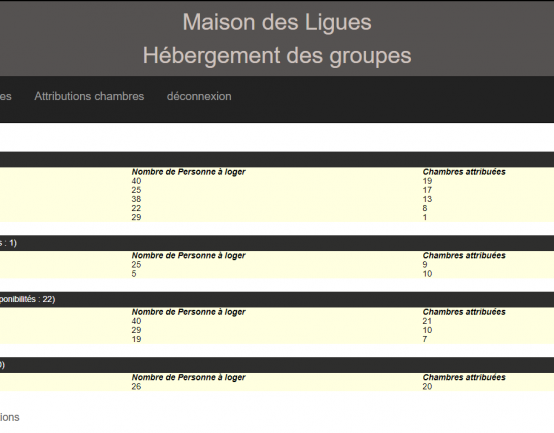 Maison des Ligues
Hébergement des groupes
es Attributions chambres déconnexion
Nombre de Personne à loger Chambres attribuées
40 19
25 17
38 13
22 8
29 1
s : 1)
Nombre de Personne à loger Chambres attribuées
25 9
5 10
ponibilités : 22)
Nombre de Personne à loger Chambres attribuées
40 21
29 10
19 7
)
Nombre de Personne à loger Chambres attribuées
26 20
ions